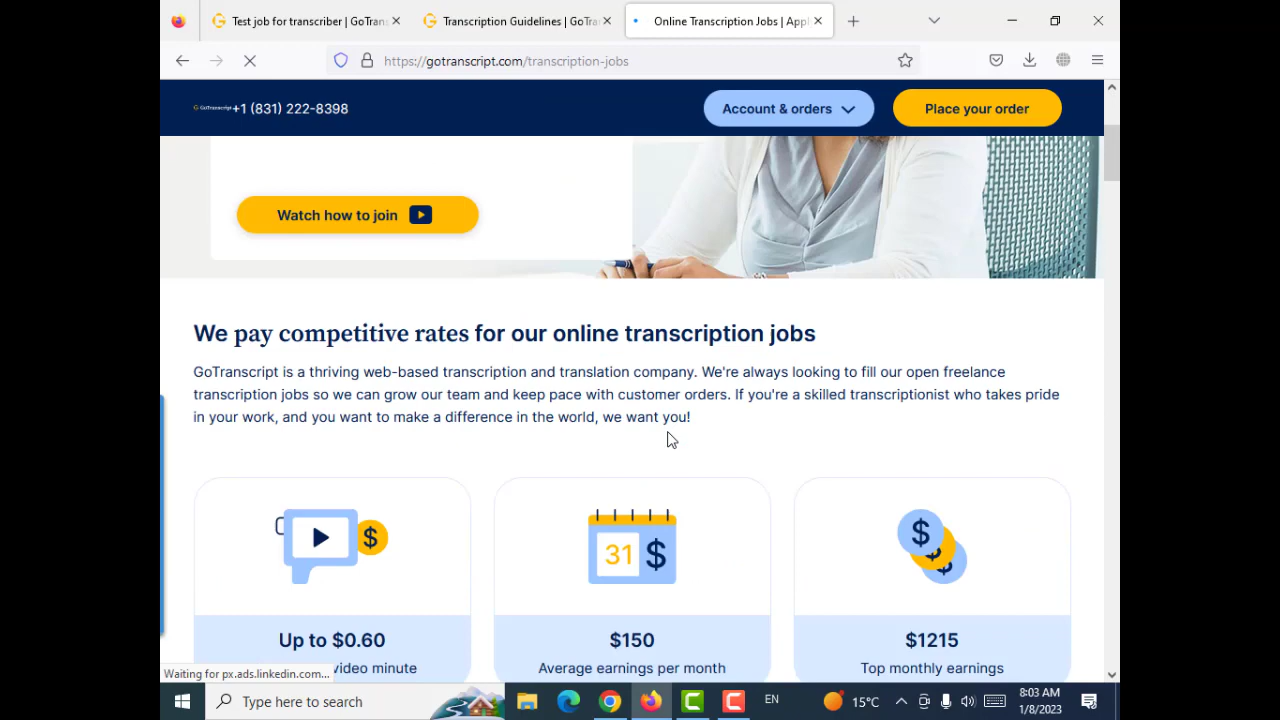 Test job for transcriber | GoTrans
Transcription Guidelines | GoTra
Online Transcription Jobs | Appl
https://gotranscript.com/transcription-jobs
GoTranscript +1 (831) 222-8398
Account & orders
Place your order
Watch how to join
We pay competitive rates for our online transcription jobs
GoTranscript is a thriving web-based transcription and translation company. We're always looking to fill our open freelance
transcription jobs so we can grow our team and keep pace with customer orders. If you're a skilled transcriptionist who takes pride
in your work, and you want to make a difference in the world, we want you!
$
31 $
$
$
$
Up to $0.60
$150
$1215
video minute
Average earnings per month
Top monthly earnings
Waiting for px.ads.linkedin.com...
Type here to search
EN
15°C
8:03 AM
1/8/2023